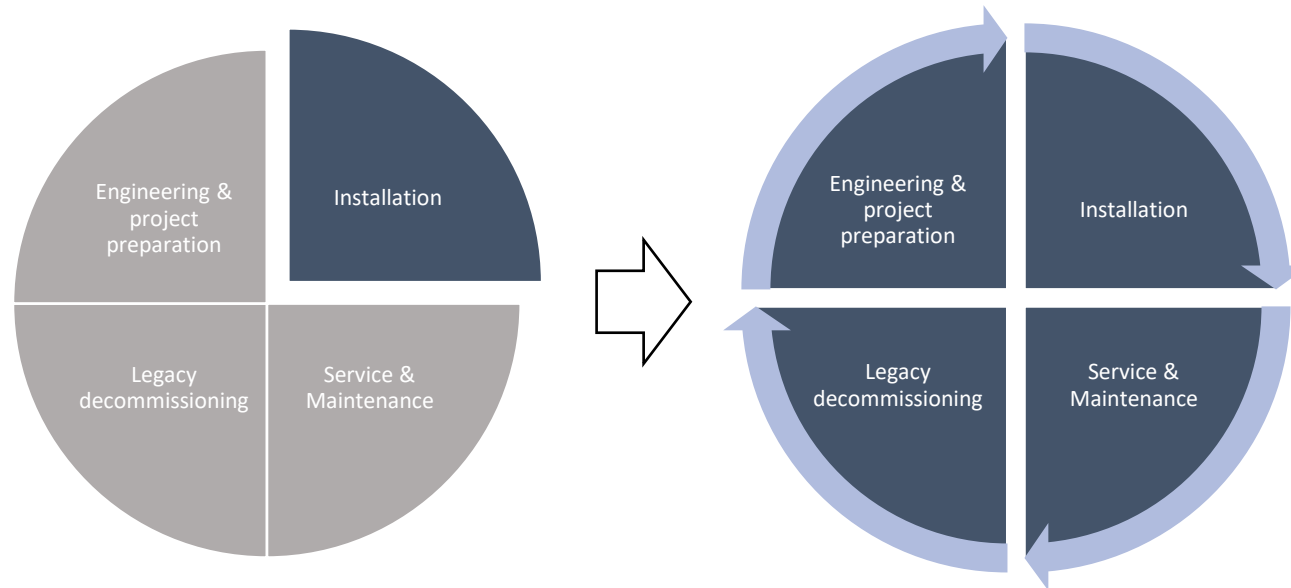 Engineering &
project
preparation
Installation
Legacy
decommissioning
Service &
Maintenance
Engineering &
project
preparation
Installation
Legacy
decommissioning
Service &
Maintenance